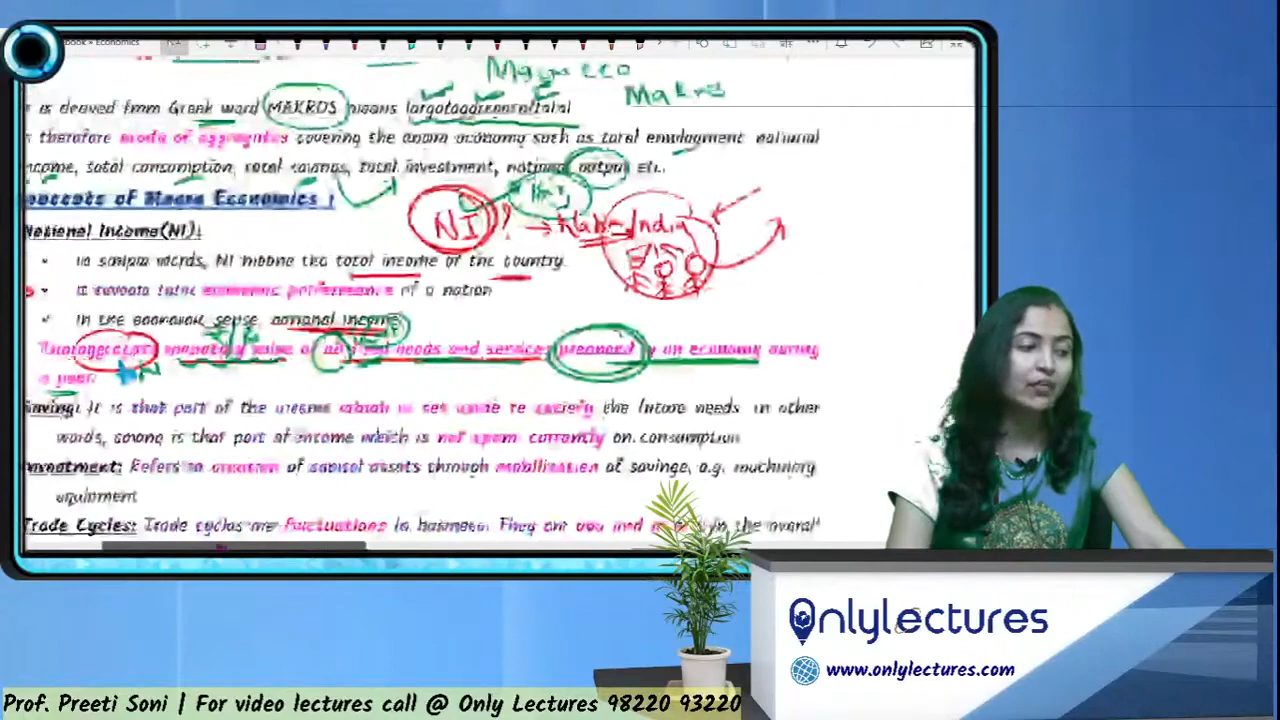 Economics
Makros
is derived from Greek word MAKROS means large/aggregate/total
therefore study of aggregates covering the entire economy such as total employment national
income, total consumption, total savings, total investment, national output etc.
Concepts of Macro Economics :
National Income(NI):
NI ? → India
In simple words, NI means the total income of the country.
It reveals total economic performance of a nation
In the economic sense national income
The aggregate monetary value of all final goods and services produced by an economy during
a year.
Saving: It is that part of the income which is set aside to satisfy the future needs in other
words, saving is that part of income which is not spent currently on consumption
Investment: Refers to creation of capital assets through mobilisation of savings, e.g. machinery
equipment
Trade Cycles: Trade cycles are fluctuations in business. They are in the overall
Onlylectures
www.onlylectures.com
Prof. Preeti Soni | For video lectures call @ Only Lectures 98220 93220